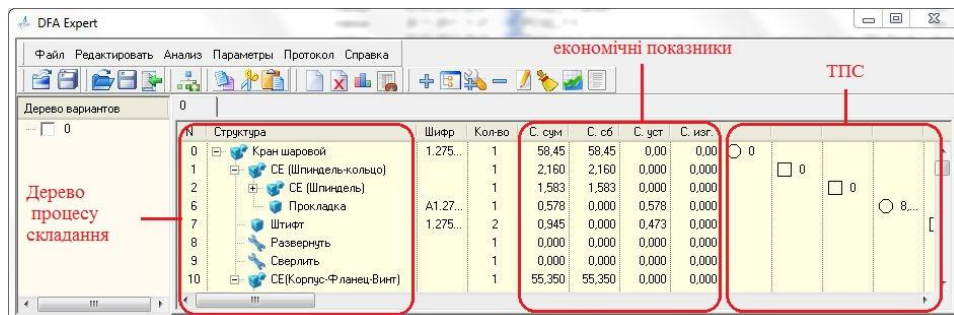 DFA Expert
економічні показники
Файл Редактировать Анализ Параметры Протокол Справка
ТПС
Дерево вариантов
0
0
N Структура Шифр Кол-во С. сум С. сб С. уст С. изг.
0 Кран шаровой 1.275... 1 58,45 58,45 0,00 0,00 0
1 СЕ (Шпиндель-кольцо) 1 2,160 2,160 0,000 0,000 0
2 СЕ (Шпиндель) 1 1,583 1,583 0,000 0,000 0
6 Прокладка А1.27... 1 0,578 0,000 0,578 0,000 8,...
7 Штифт 1.275... 2 0,945 0,000 0,473 0,000
8 Развернуть 1 0,000 0,000 0,000 0,000
9 Сверлить 1 0,000 0,000 0,000 0,000
10 СЕ(Корпус-Фланец-Винт) 1 55,350 55,350 0,000 0,000
Дерево
процесу
складання